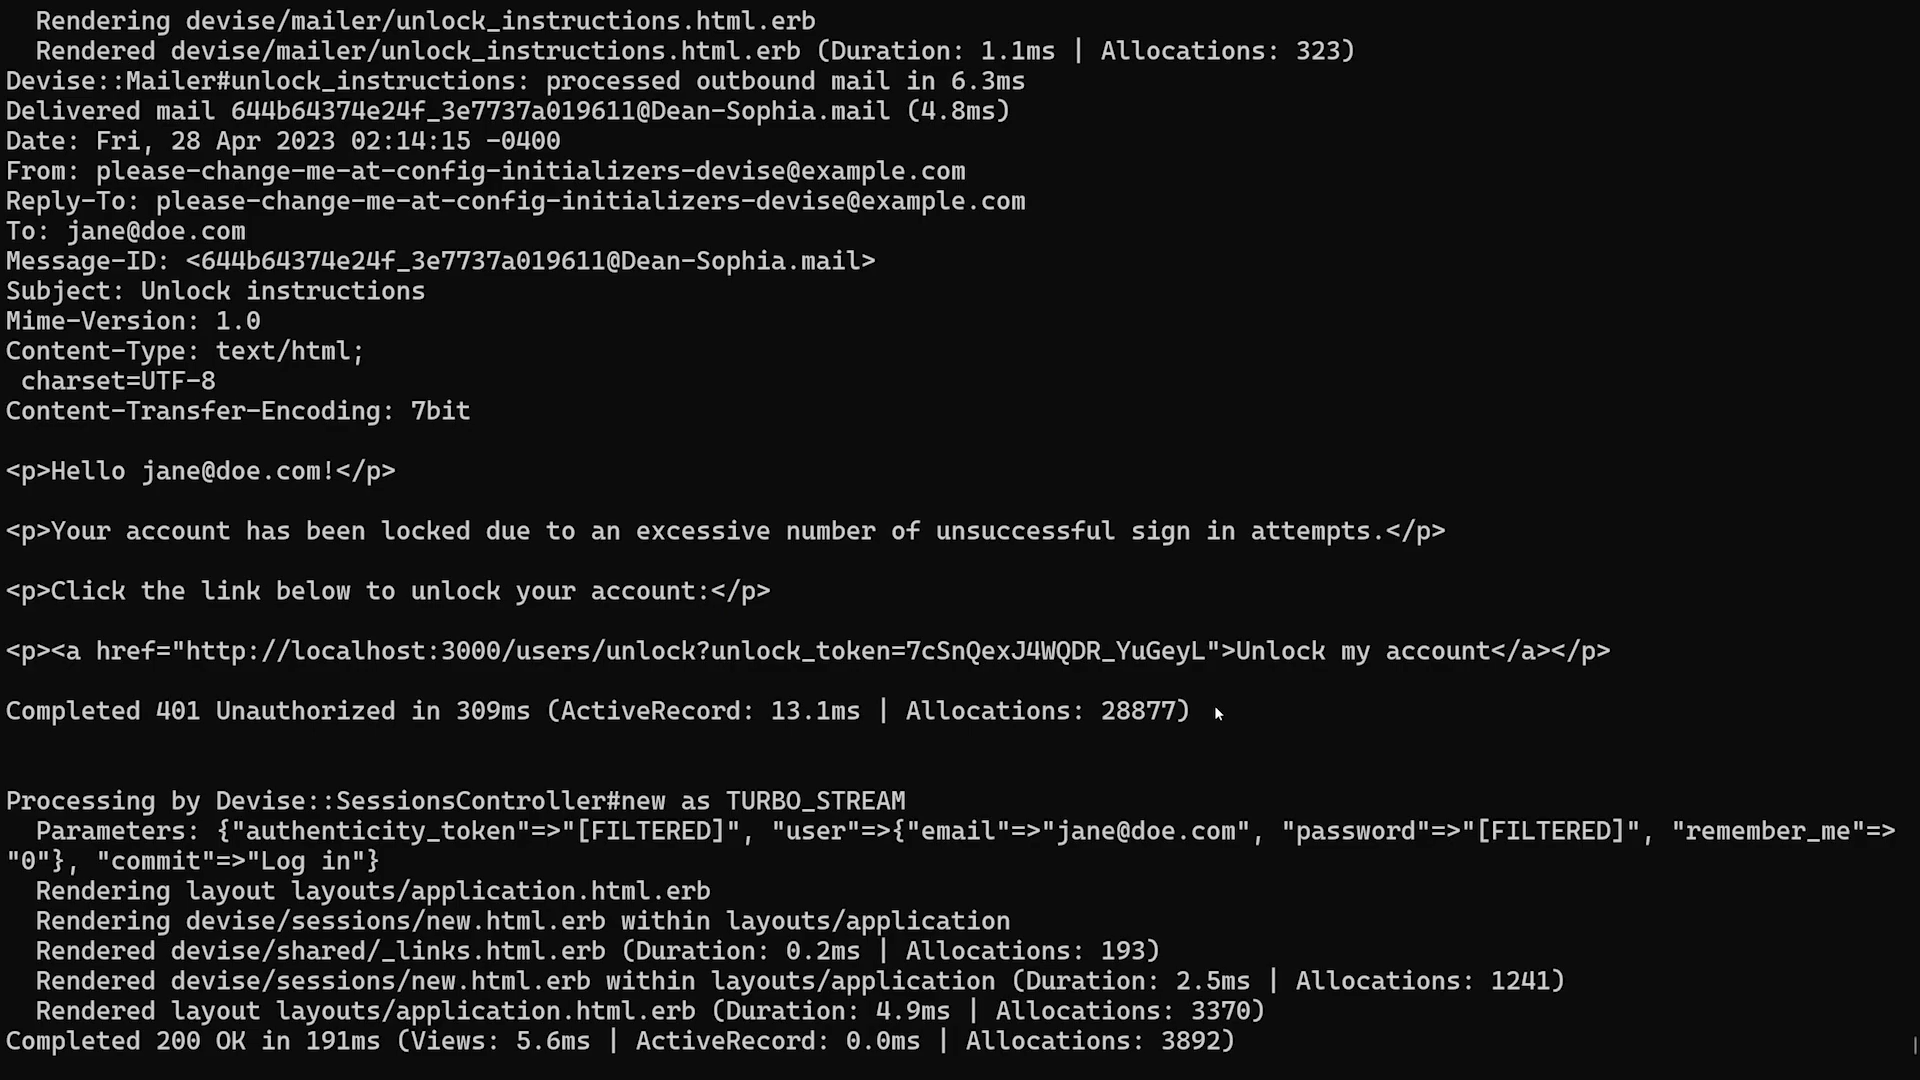 Rendering devise/mailer/unlock_instructions.html.erb
Rendered devise/mailer/unlock_instructions.html.erb (Duration: 1.1ms | Allocations: 323)
Devise::Mailer#unlock_instructions: processed outbound mail in 6.3ms
Delivered mail 644b64374e24f_3e7737a019611@Dean-Sophia.mail (4.8ms)
Date: Fri, 28 Apr 2023 02:14:15 -0400
From: please-change-me-at-config-initializers-devise@example.com
Reply-To: please-change-me-at-config-initializers-devise@example.com
To: jane@doe.com
Message-ID: <644b64374e24f_3e7737a019611@Dean-Sophia.mail>
Subject: Unlock instructions
Mime-Version: 1.0
Content-Type: text/html;
charset=UTF-8
Content-Transfer-Encoding: 7bit
<p>Hello jane@doe.com!</p>
<p>Your account has been locked due to an excessive number of unsuccessful sign in attempts.</p>
<p>Click the link below to unlock your account:</p>
<p><a href="http://localhost:3000/users/unlock?unlock_token=7cSnQexJ4WQDR_YuGeyL">Unlock my account</a></p>
Completed 401 Unauthorized in 309ms (ActiveRecord: 13.1ms | Allocations: 28877)
Processing by Devise::SessionsController#new as TURBO_STREAM
Parameters: {"authenticity_token"=>"[FILTERED]", "user"=>{"email"=>"jane@doe.com", "password"=>"[FILTERED]", "remember_me"=>
"0"}, "commit"=>"Log in"}
Rendering layout layouts/application.html.erb
Rendering devise/sessions/new.html.erb within layouts/application
Rendered devise/shared/_links.html.erb (Duration: 0.2ms | Allocations: 193)
Rendered devise/sessions/new.html.erb within layouts/application (Duration: 2.5ms | Allocations: 1241)
Rendered layout layouts/application.html.erb (Duration: 4.9ms | Allocations: 3370)
Completed 200 OK in 191ms (Views: 5.6ms | ActiveRecord: 0.0ms | Allocations: 3892)